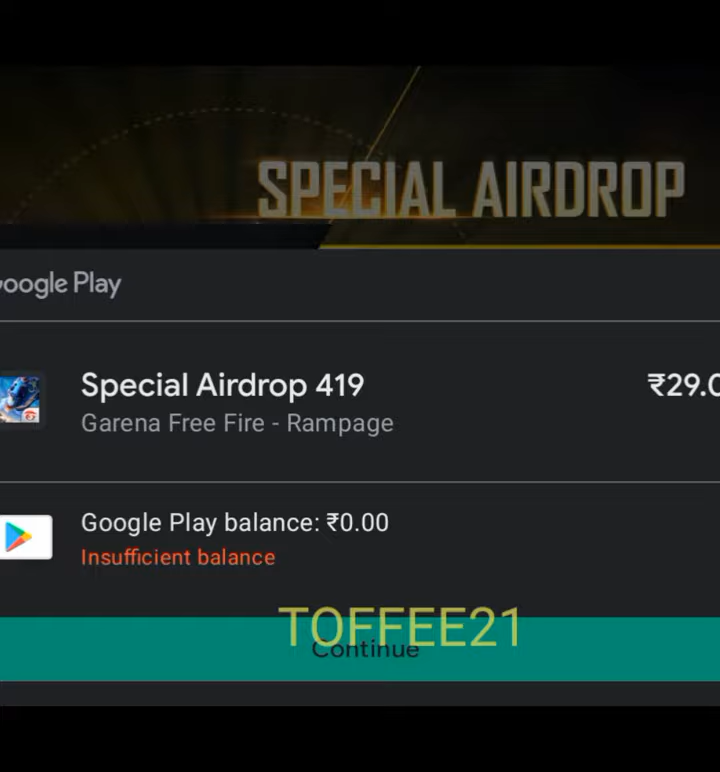 SPECIAL AIRDROP
oogle Play
Special Airdrop 419
₹29.0
Garena Free Fire - Rampage
Google Play balance: ₹0.00
Insufficient balance
TOFFEE21
Continue